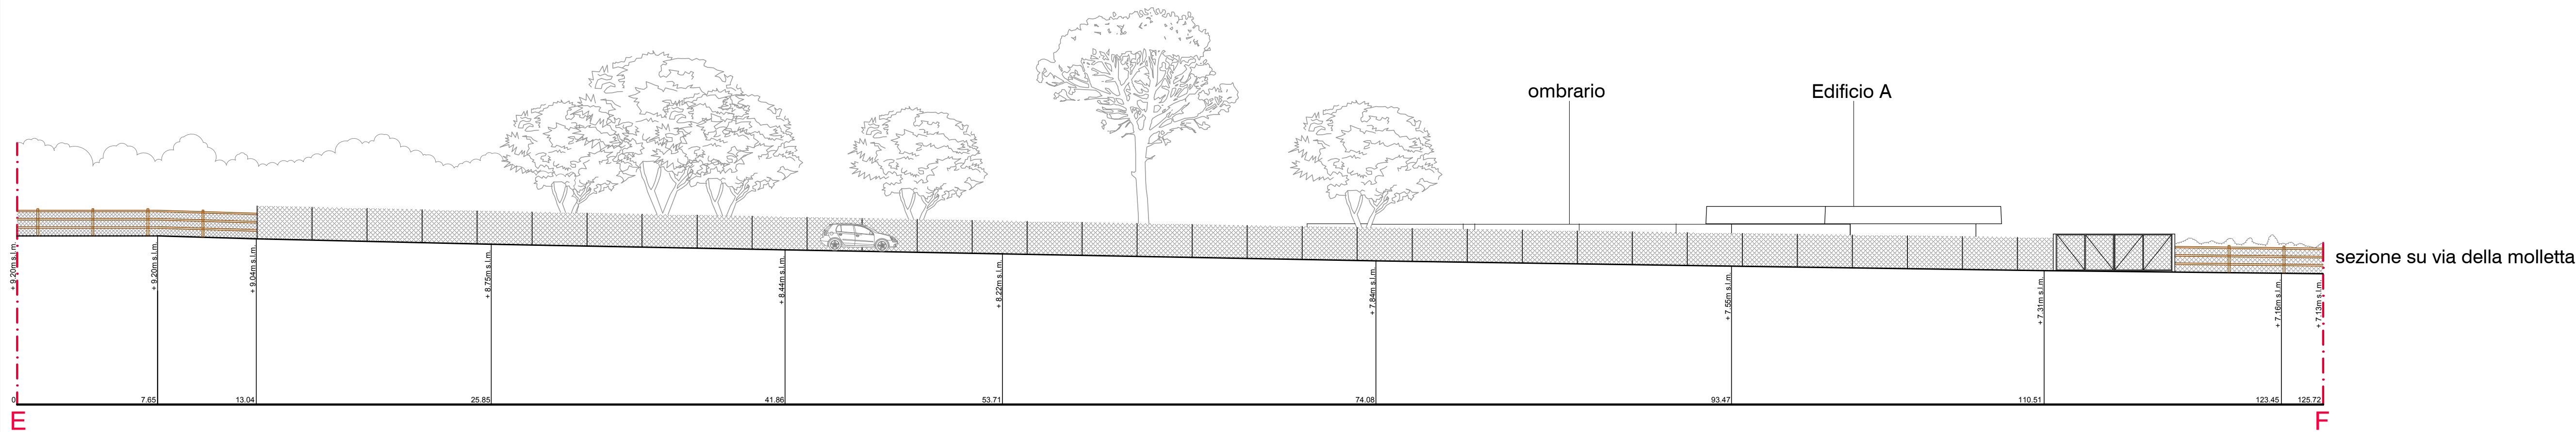 ombrario
Edificio A
sezione su via della molletta
+ 9.20m s.l.m.
+ 9.20m s.l.m.
+ 9.04m s.l.m.
+ 8.75m s.l.m.
+ 8.44m s.l.m.
+ 8.22m s.l.m.
+ 7.84m s.l.m.
+ 7.55m s.l.m.
+ 7.31m s.l.m.
+ 7.16m s.l.m.
+ 7.13m s.l.m.
0 7.65 13.04 25.85 41.86 53.71 74.08 93.47 110.51 123.45 125.72
E F